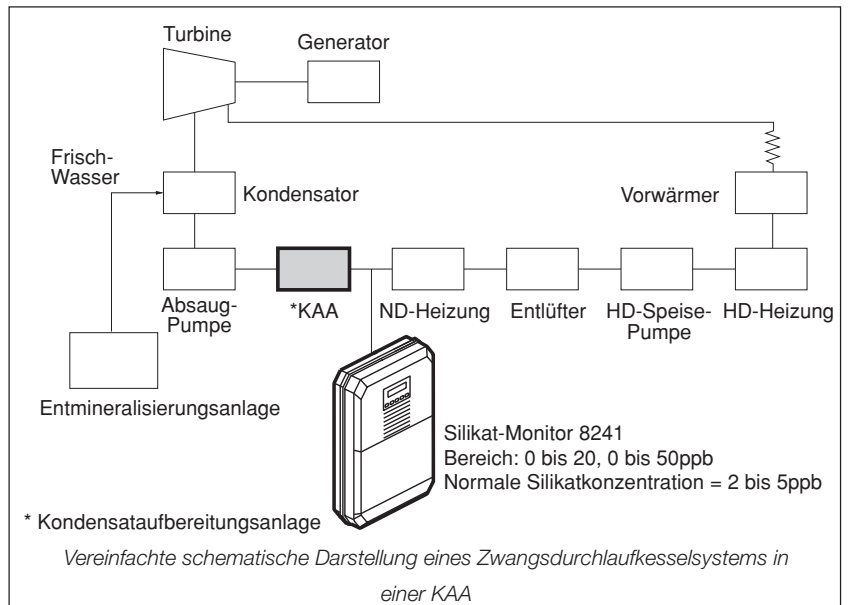 Turbine
Generator
Frisch-
Wasser
Kondensator
Vorwärmer
Absaug-
Pumpe
*KAA
ND-Heizung
Entlüfter
HD-Speise-
Pumpe
HD-Heizung
Entmineralisierungsanlage
Silikat-Monitor 8241
Bereich: 0 bis 20, 0 bis 50ppb
Normale Silikatkonzentration = 2 bis 5ppb
* Kondensataufbereitungsanlage
Vereinfachte schematische Darstellung eines Zwangsdurchlaufkesselsystems in
einer KAA